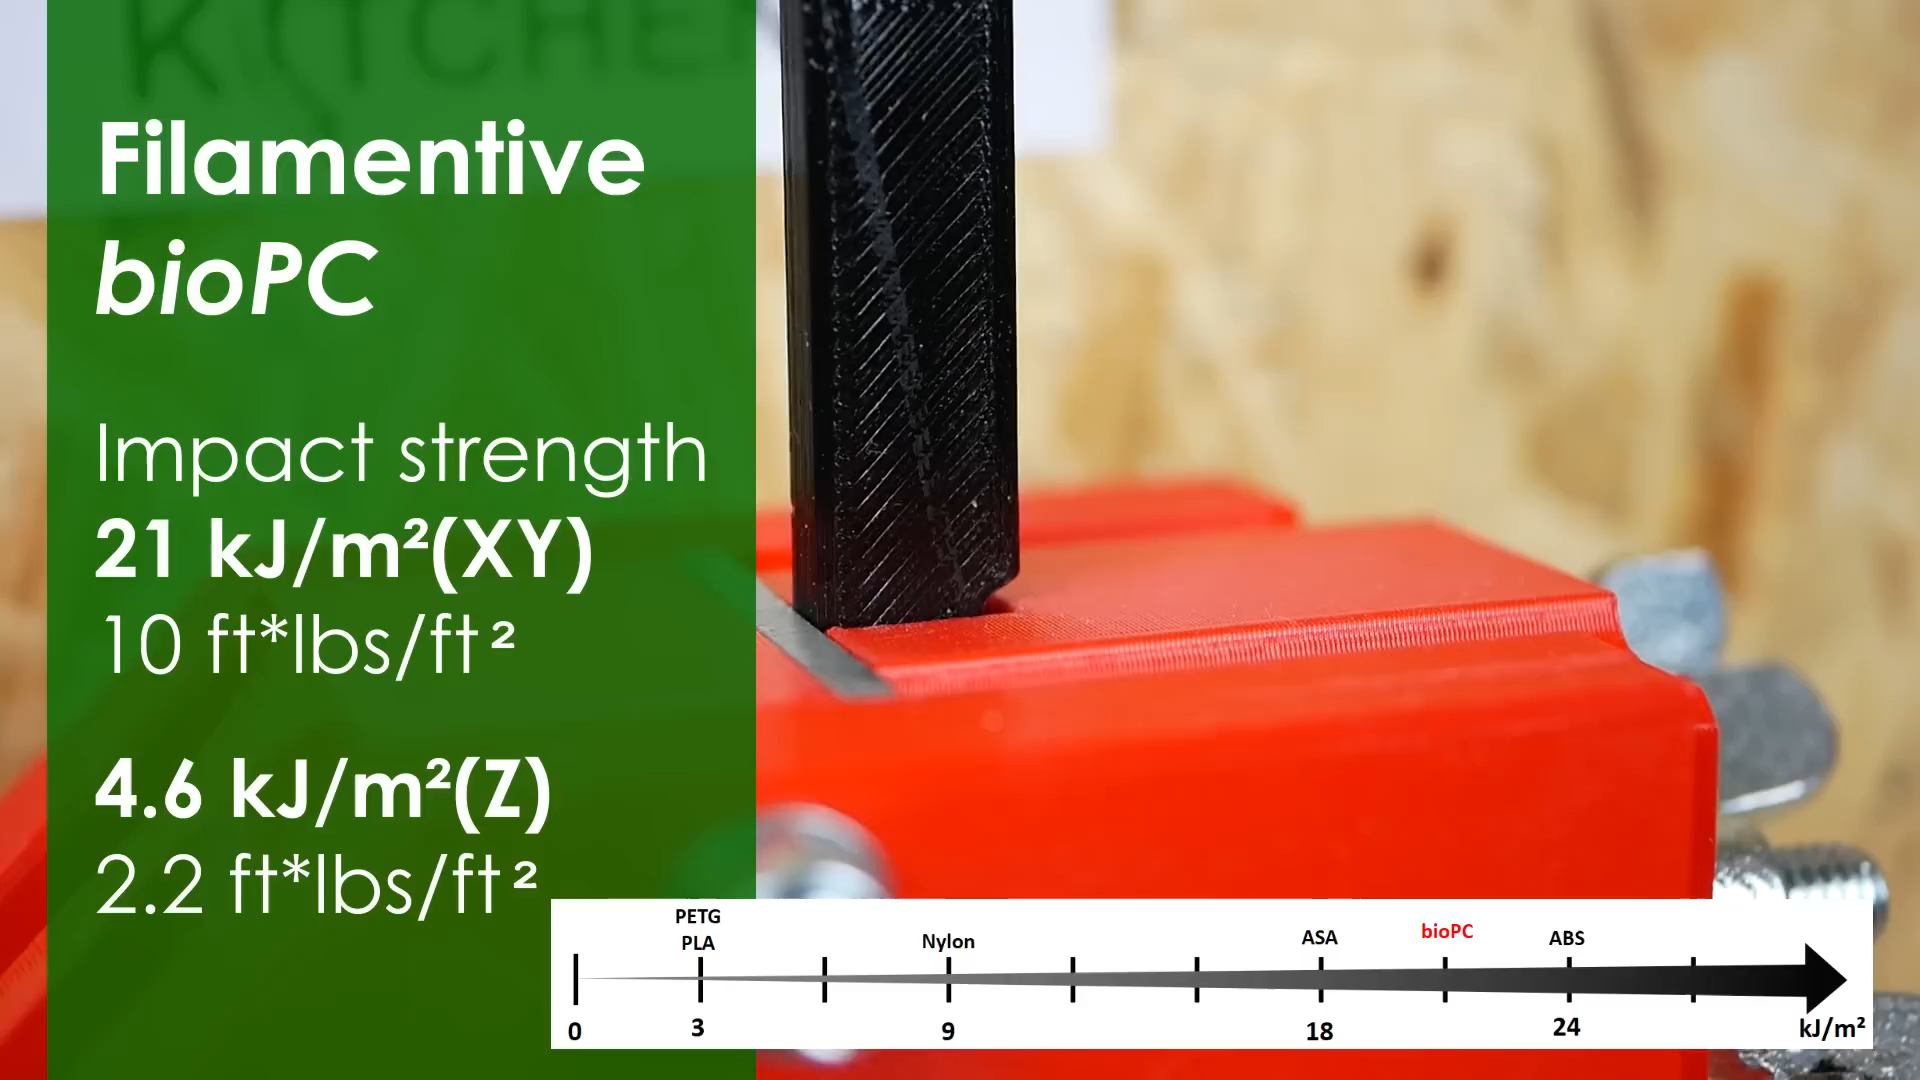 KITCHEN
Filamentive
bioPC
Impact strength
21 kJ/m²(XY)
10 ft*lbs/ft²
4.6 kJ/m²(Z)
2.2 ft*lbs/ft²
PETG
PLA
Nylon
ASA
bioPC
ABS
0 3 9 18 24 kJ/m²